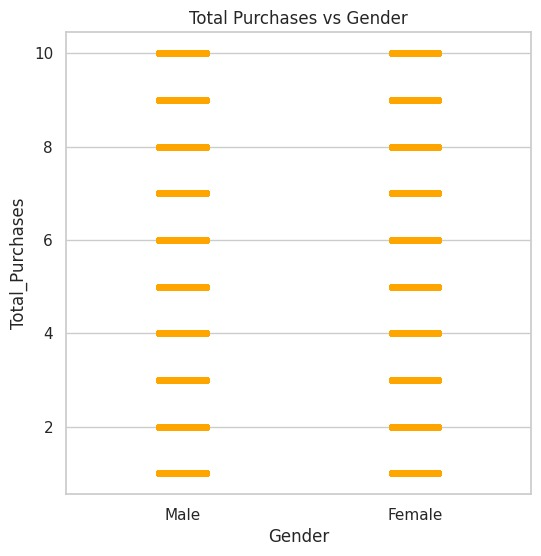 Total Purchases vs Gender
10
8
6
4
2
Total_Purchases
Male Female
Gender